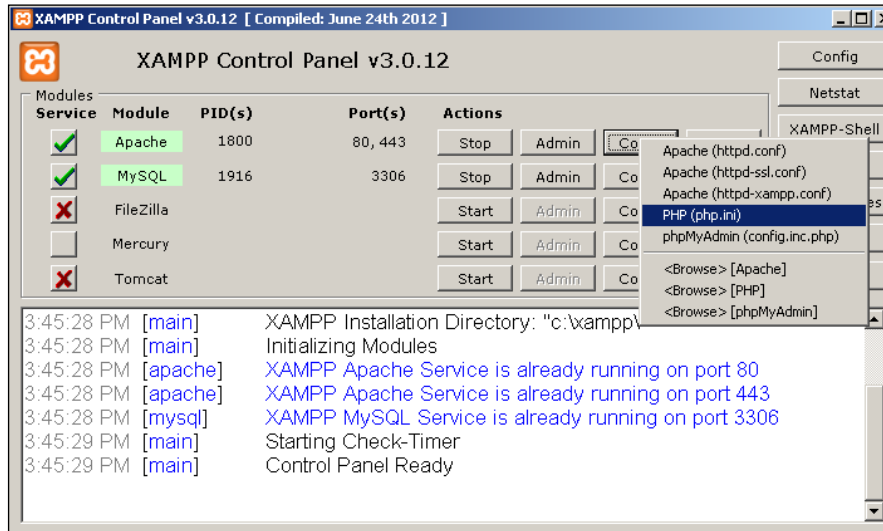 XAMPP Control Panel v3.0.12 [ Compiled: June 24th 2012 ]
XAMPP Control Panel v3.0.12
Config
Netstat
XAMPP-Shell
Modules
Service Module PID(s) Port(s) Actions
Apache 1800 80, 443 Stop Admin
MySQL 1916 3306 Stop Admin
FileZilla Start Admin
Mercury Start Admin
Tomcat Start Admin
Apache (httpd.conf)
Apache (httpd-ssl.conf)
Apache (httpd-xampp.conf)
PHP (php.ini)
phpMyAdmin (config.inc.php)
<Browse> [Apache]
<Browse> [PHP]
<Browse> [phpMyAdmin]
3:45:28 PM [main] XAMPP Installation Directory: "c:\xampp\
3:45:28 PM [main] Initializing Modules
3:45:28 PM [apache] XAMPP Apache Service is already running on port 80
3:45:28 PM [apache] XAMPP Apache Service is already running on port 443
3:45:28 PM [mysql] XAMPP MySQL Service is already running on port 3306
3:45:29 PM [main] Starting Check-Timer
3:45:29 PM [main] Control Panel Ready